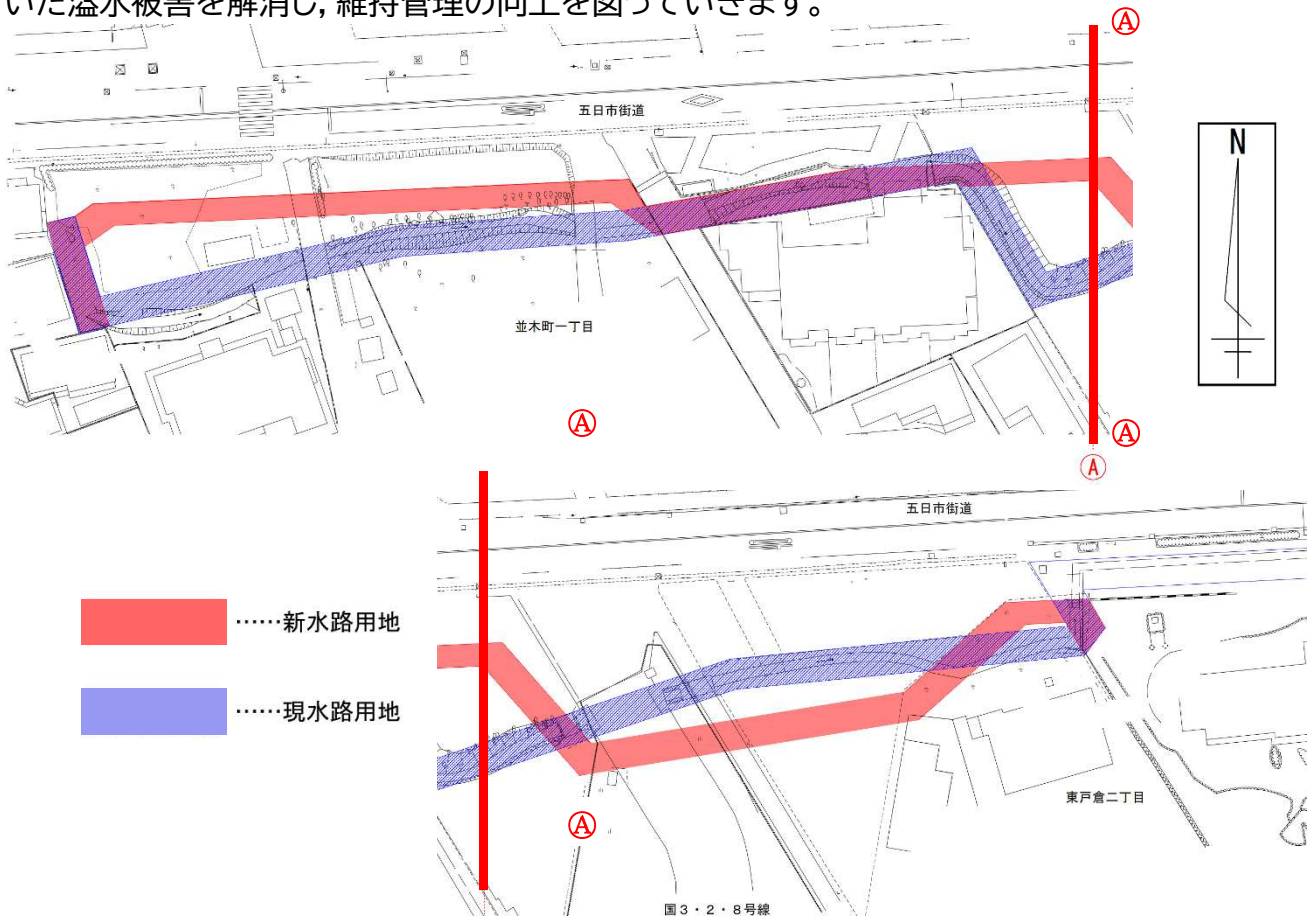 いた溢水被害を解消し，維持管理の向上を図っていきます。
Ⓐ
五日市街道
N
並木町一丁目
Ⓐ
Ⓐ
Ⓐ
五日市街道
……新水路用地
……現水路用地
東戸倉二丁目
Ⓐ
国3・2・8号線